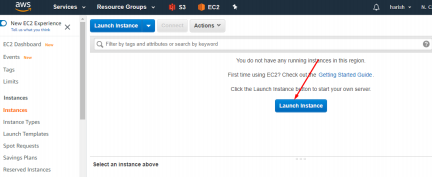 aws
Services
Resource Groups
S3
EC2
harish
N. C
New EC2 Experience
Tell us what you think
Launch Instance
Connect
Actions
EC2 Dashboard New
Events New
Tags
Limits
Filter by tags and attributes or search by keyword
You do not have any running instances in this region.
First time using EC2? Check out the Getting Started Guide.
Click the Launch Instance button to start your own server.
Launch Instance
Instances
Instances
Instance Types
Launch Templates
Spot Requests
Savings Plans
Reserved Instances
Select an instance above